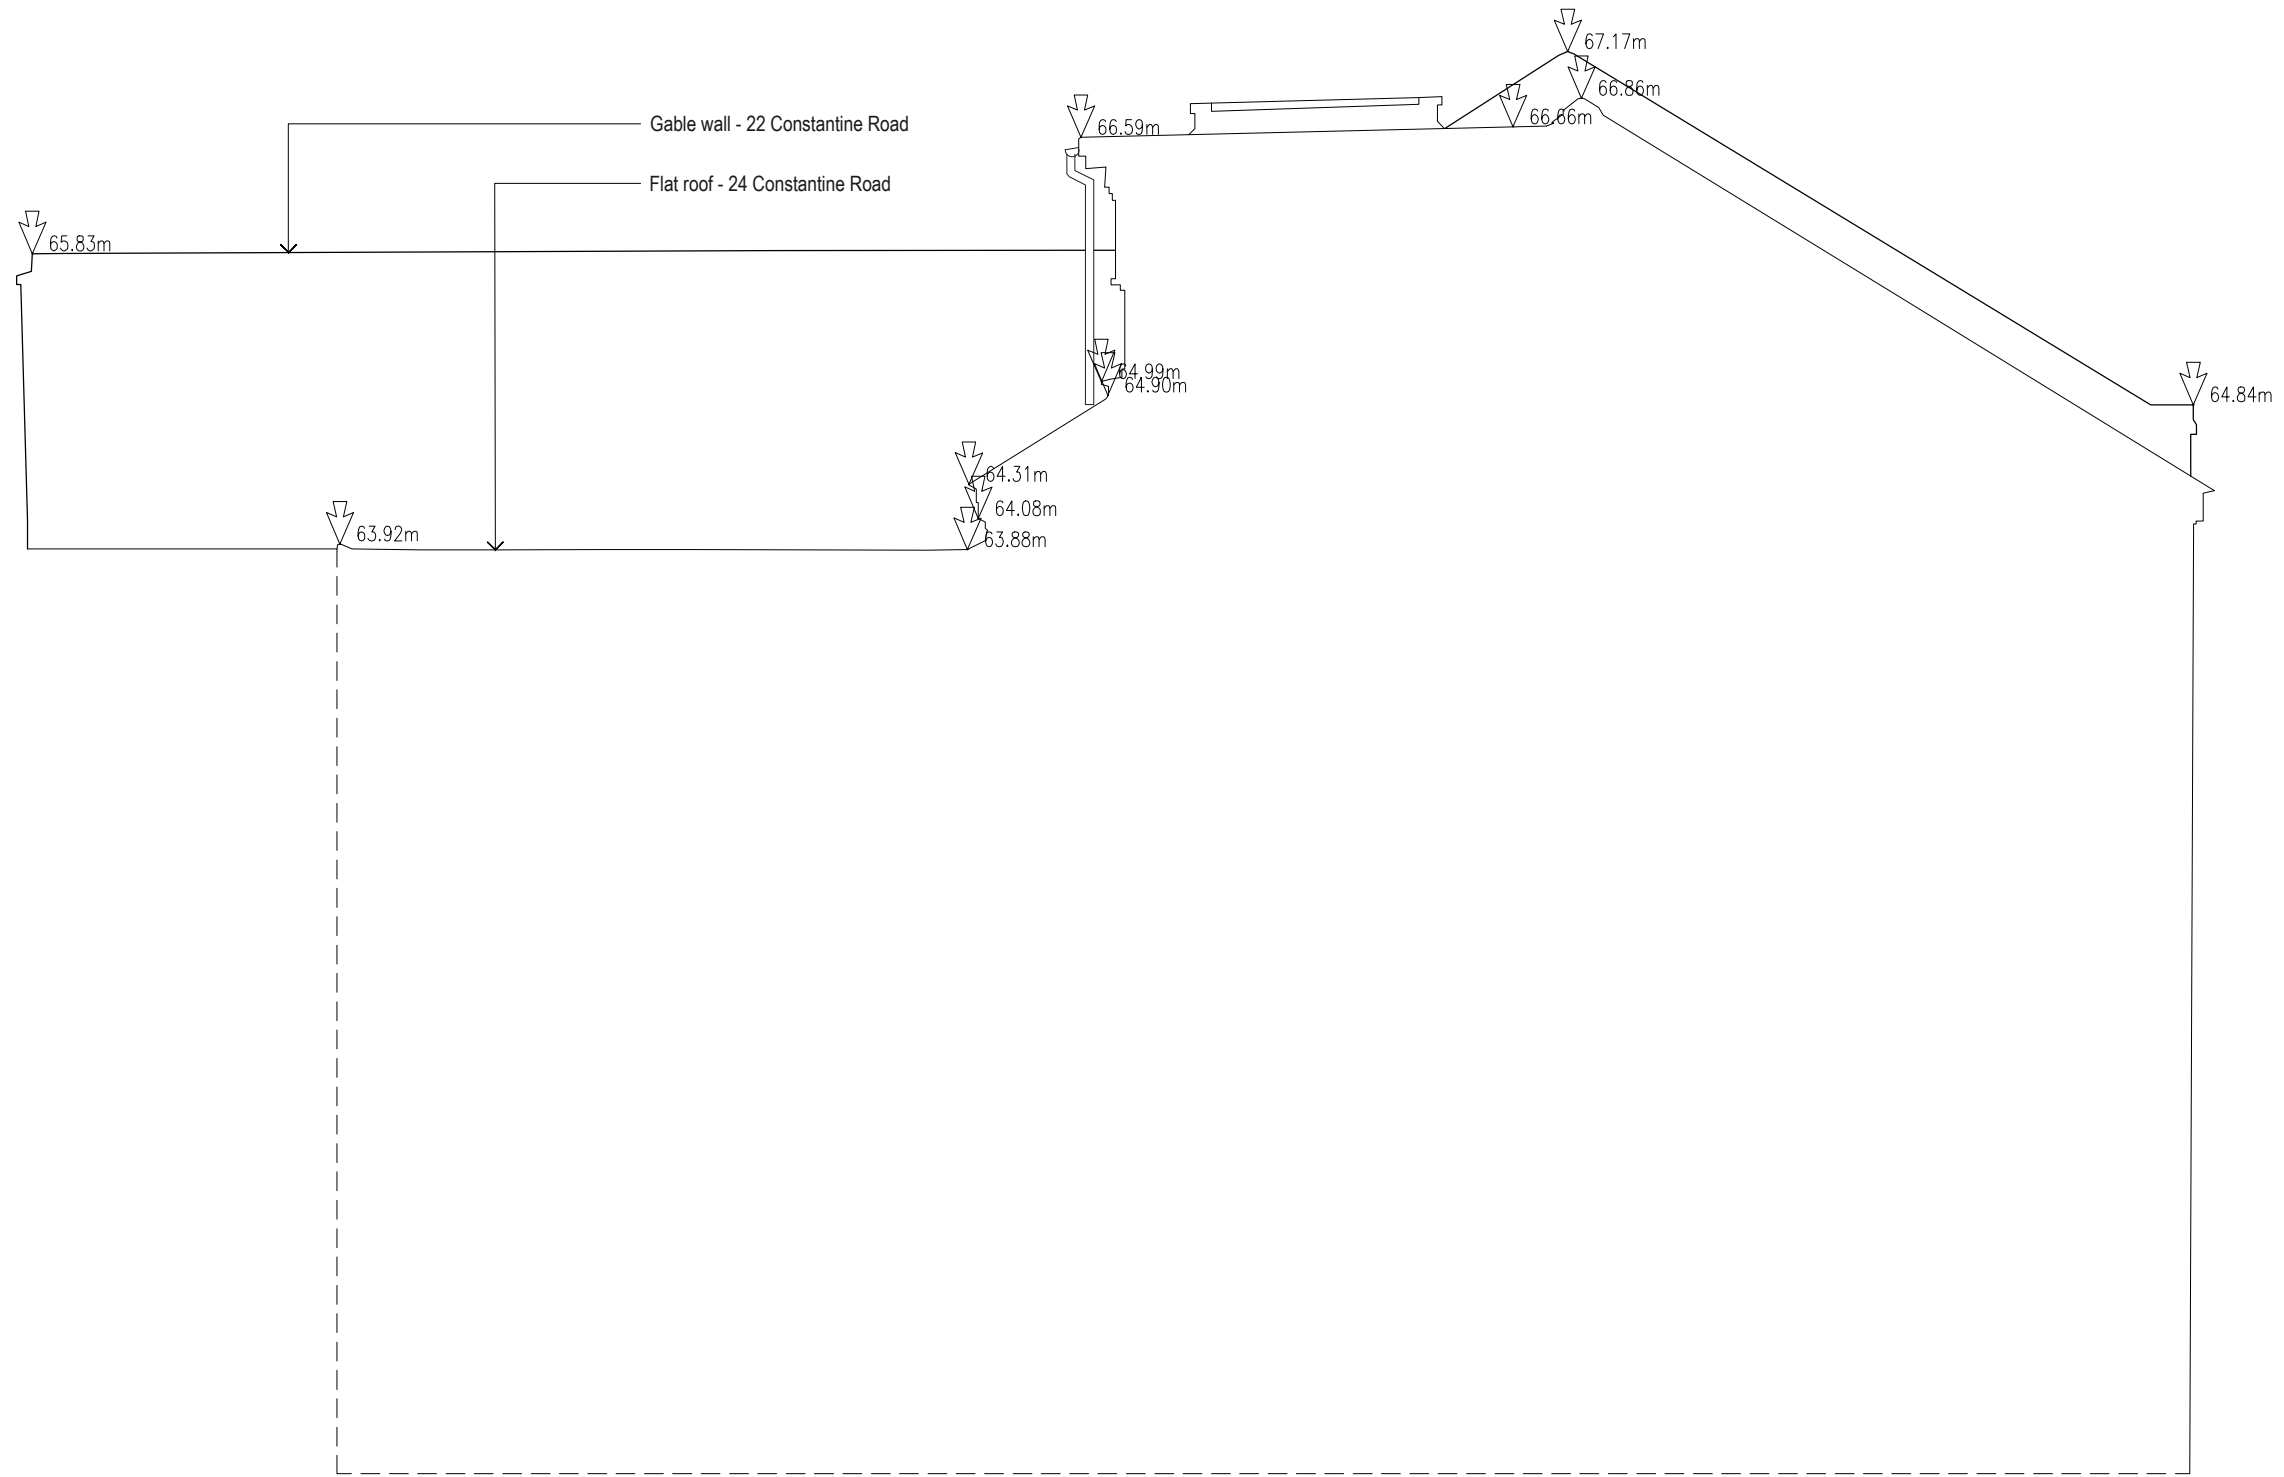 67.17m
66.86m
66.66m
Gable wall - 22 Constantine Road
66.59m
Flat roof - 24 Constantine Road
65.83m
64.99m
64.90m
64.84m
64.31m
64.08m
63.92m
63.88m